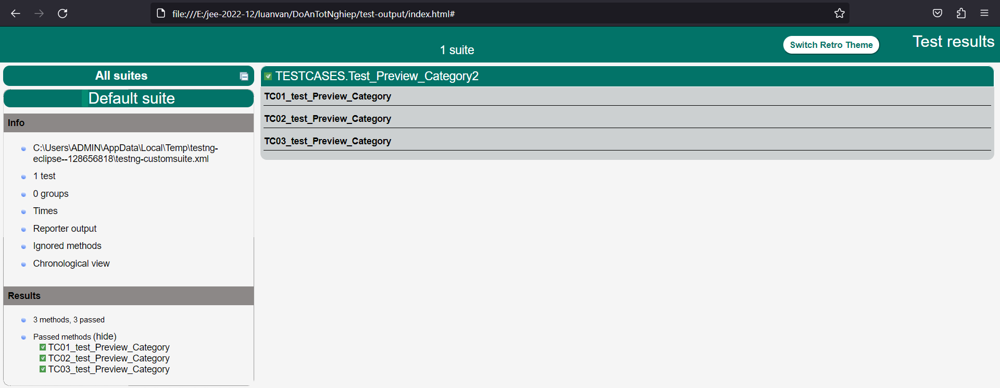 file:///E:/jee-2022-12/luanvan/DoAnTotNghiep/test-output/index.html#
1 suite
Switch Retro Theme
Test results
All suites
Default suite
Info
C:\Users\ADMIN\AppData\Local\Temp\testng-
eclipse--128656818\testng-customsuite.xml
1 test
0 groups
Times
Reporter output
Ignored methods
Chronological view
Results
3 methods, 3 passed
Passed methods (hide)
TC01_test_Preview_Category
TC02_test_Preview_Category
TC03_test_Preview_Category
TESTCASES.Test_Preview_Category2
TC01_test_Preview_Category
TC02_test_Preview_Category
TC03_test_Preview_Category